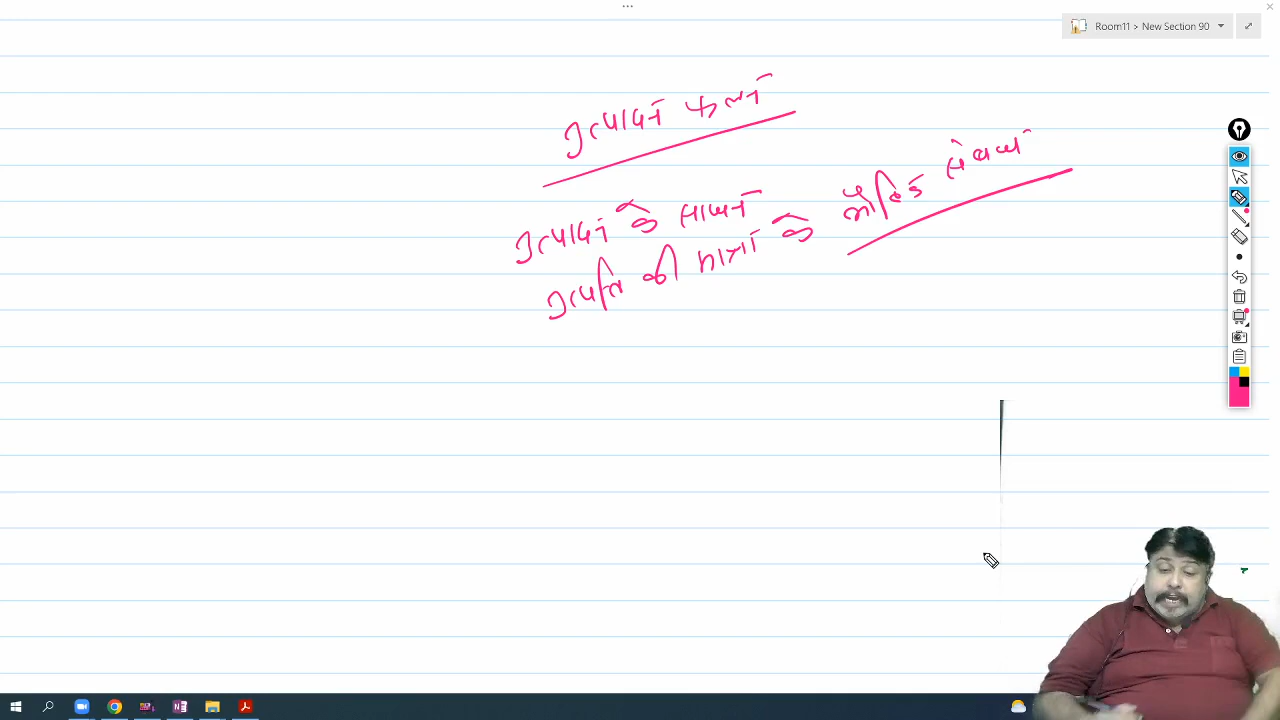 Room11 > New Section 90
उत्पादन फलन
उत्पादन के साधनों
उत्पत्ति की मात्रा के भौतिक संबंधों